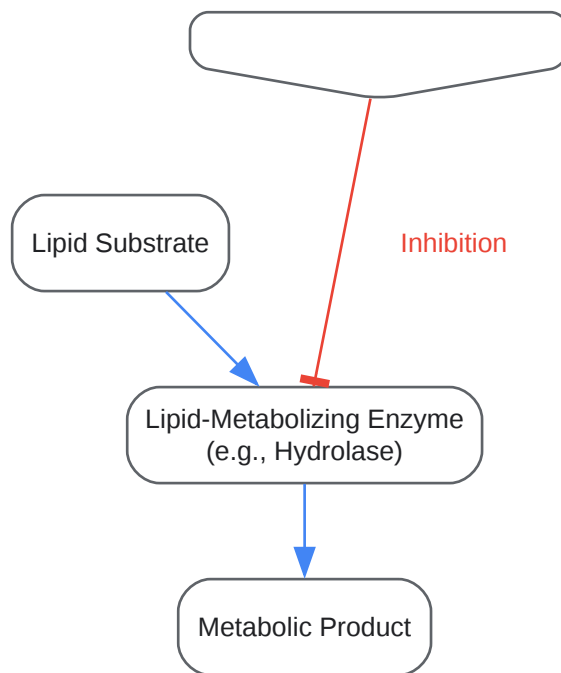 Lipid Substrate
Inhibition
Lipid-Metabolizing Enzyme
(e.g., Hydrolase)
Metabolic Product